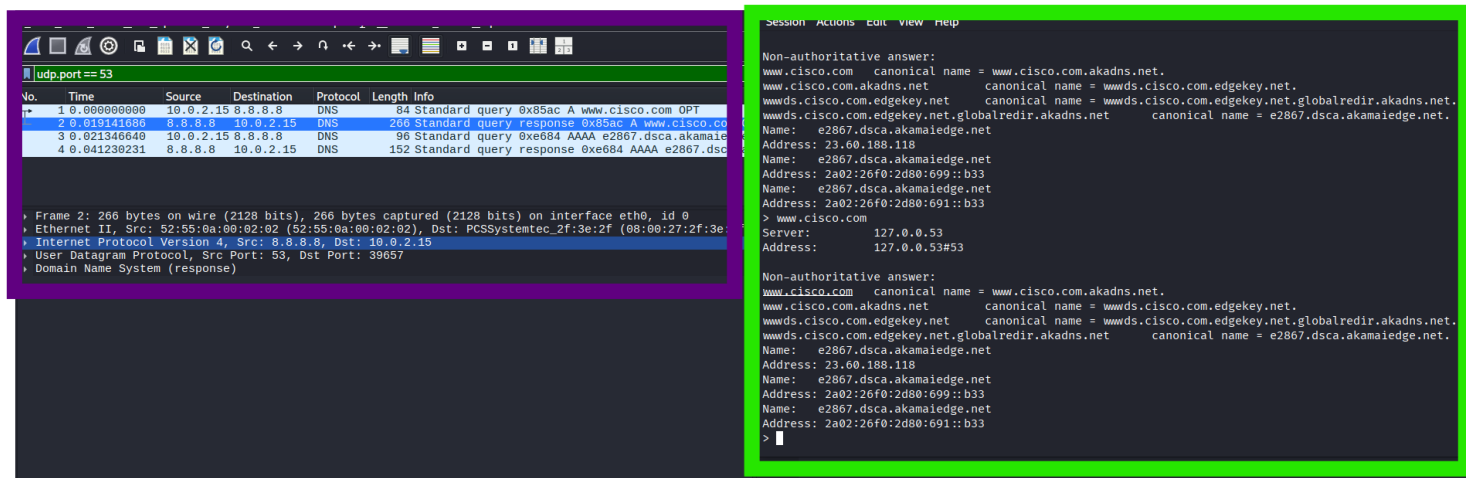 udp.port == 53
No. Time Source Destination Protocol Length Info
1 0.000000000 10.0.2.15 8.8.8.8 DNS 84 Standard query 0x85ac A www.cisco.com OPT
2 0.019141686 8.8.8.8 10.0.2.15 DNS 266 Standard query response 0x85ac A www.cisco.co
3 0.021346640 10.0.2.15 8.8.8.8 DNS 96 Standard query 0xe684 AAAA e2867.dsca.akamaie
4 0.041230231 8.8.8.8 10.0.2.15 DNS 152 Standard query response 0xe684 AAAA e2867.dsc
Frame 2: 266 bytes on wire (2128 bits), 266 bytes captured (2128 bits) on interface eth0, id 0
Ethernet II, Src: 52:55:0a:00:02:02 (52:55:0a:00:02:02), Dst: PCSSystemtec_2f:3e:2f (08:00:27:2f:3e:
Internet Protocol Version 4, Src: 8.8.8.8, Dst: 10.0.2.15
User Datagram Protocol, Src Port: 53, Dst Port: 39657
Domain Name System (response)
Session Actions Edit View Help
Non-authoritative answer:
www.cisco.com canonical name = www.cisco.com.akadns.net.
www.cisco.com.akadns.net canonical name = wwwds.cisco.com.edgekey.net.
wwwds.cisco.com.edgekey.net canonical name = wwwds.cisco.com.edgekey.net.globalredir.akadns.net.
wwwds.cisco.com.edgekey.net.globalredir.akadns.net canonical name = e2867.dsca.akamaiedge.net.
Name: e2867.dsca.akamaiedge.net
Address: 23.60.188.118
Name: e2867.dsca.akamaiedge.net
Address: 2a02:26f0:2d80:699::b33
Name: e2867.dsca.akamaiedge.net
Address: 2a02:26f0:2d80:691::b33
> www.cisco.com
Server: 127.0.0.53
Address: 127.0.0.53#53
Non-authoritative answer:
www.cisco.com canonical name = www.cisco.com.akadns.net.
www.cisco.com.akadns.net canonical name = wwwds.cisco.com.edgekey.net.
wwwds.cisco.com.edgekey.net canonical name = wwwds.cisco.com.edgekey.net.globalredir.akadns.net.
wwwds.cisco.com.edgekey.net.globalredir.akadns.net canonical name = e2867.dsca.akamaiedge.net.
Name: e2867.dsca.akamaiedge.net
Address: 23.60.188.118
Name: e2867.dsca.akamaiedge.net
Address: 2a02:26f0:2d80:699::b33
Name: e2867.dsca.akamaiedge.net
Address: 2a02:26f0:2d80:691::b33
>